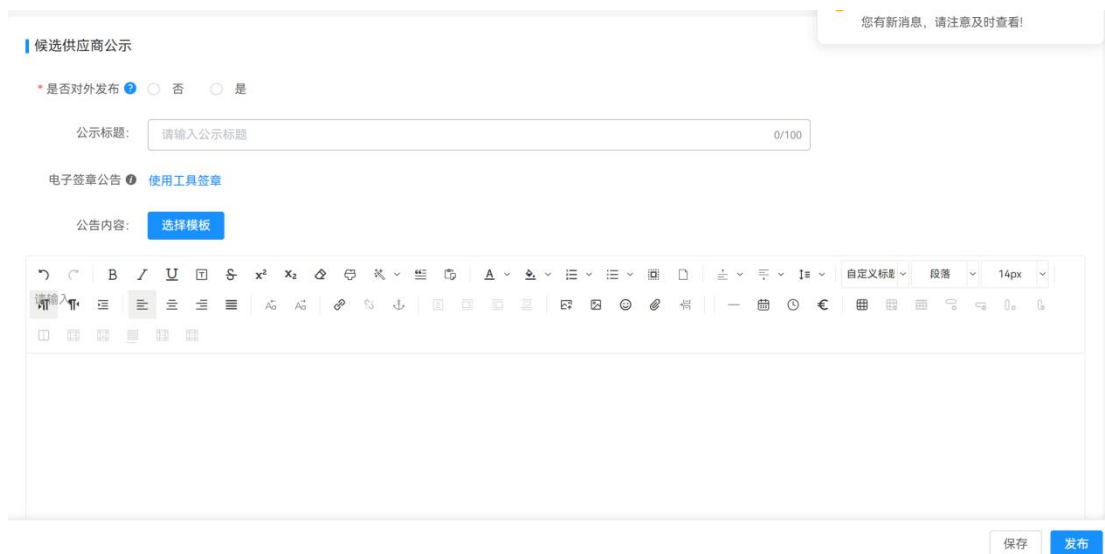 您有新消息，请注意及时查看!
候选供应商公示
* 是否对外发布 ? 否 是
公示标题: 请输入公示标题 0/100
电子签章公告 i 使用工具签章
公告内容: 选择模板
自定义标题 段落 14px
请输入
保存 发布